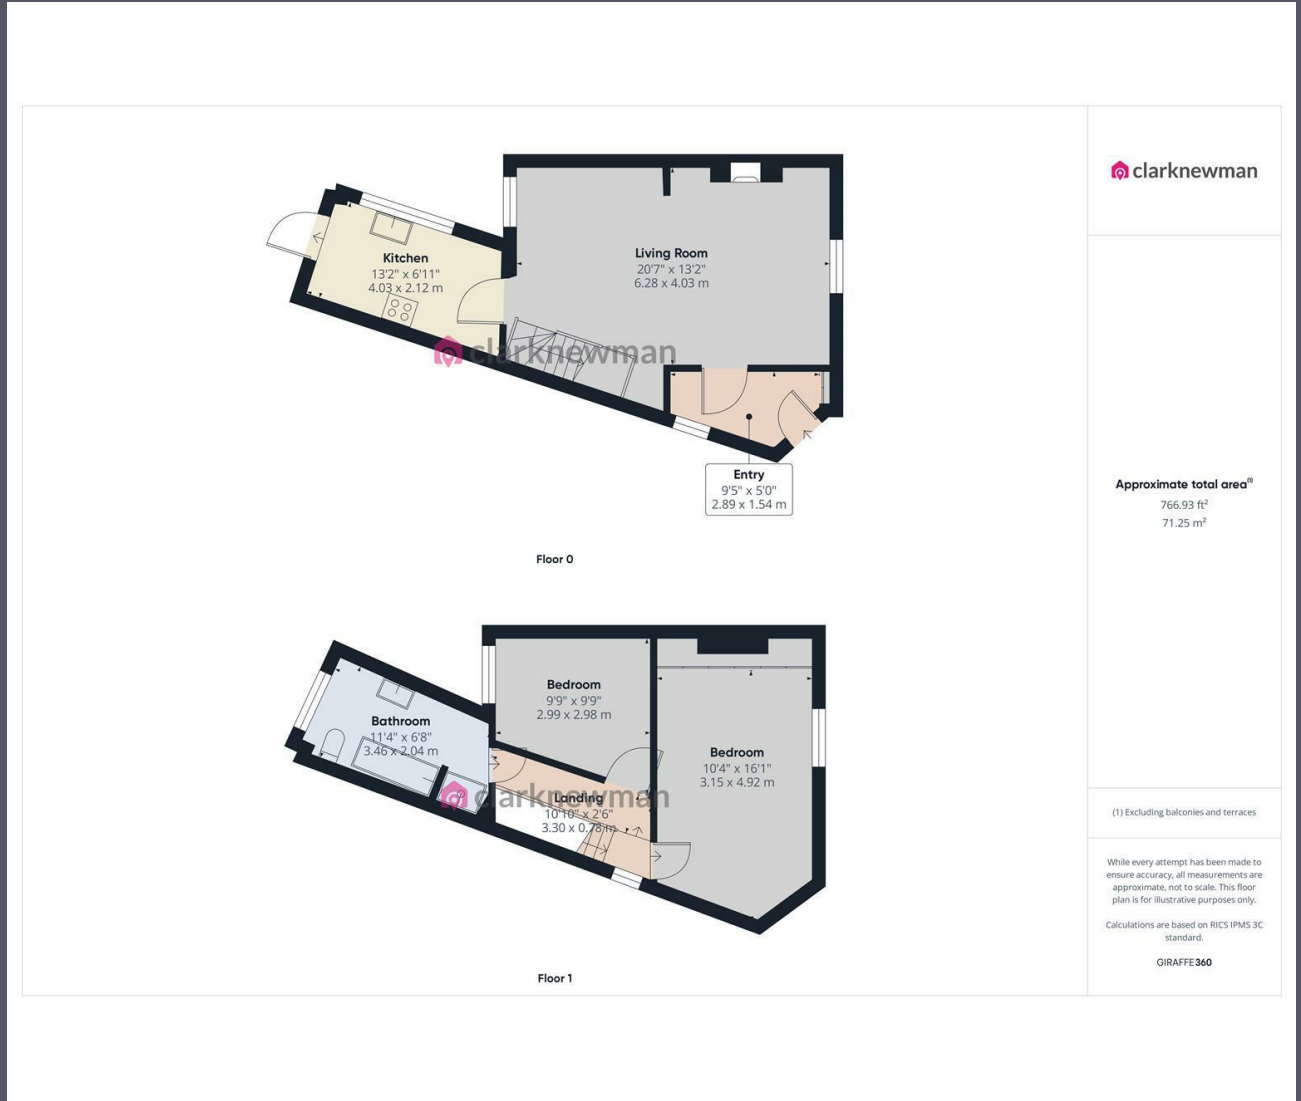 clarknewman
Kitchen
13'2" x 6'11"
4.03 x 2.12 m
Living Room
20'7" x 13'2"
6.28 x 4.03 m
clarknewman
Entry
9'5" x 5'0"
2.89 x 1.54 m
Floor 0
Approximate total area(1)
766.93 ft²
71.25 m²
Bedroom
9'9" x 9'9"
2.99 x 2.98 m
Bathroom
11'4" x 6'8"
3.46 x 2.04 m
Bedroom
10'4" x 16'1"
3.15 x 4.92 m
clarknewman
Landing
10'10" x 2'6"
3.30 x 0.78 m
Floor 1
(1) Excluding balconies and terraces
While every attempt has been made to
ensure accuracy, all measurements are
approximate, not to scale. This floor
plan is for illustrative purposes only.
Calculations are based on RICS IPMS 3C
standard.
GIRAFFE360